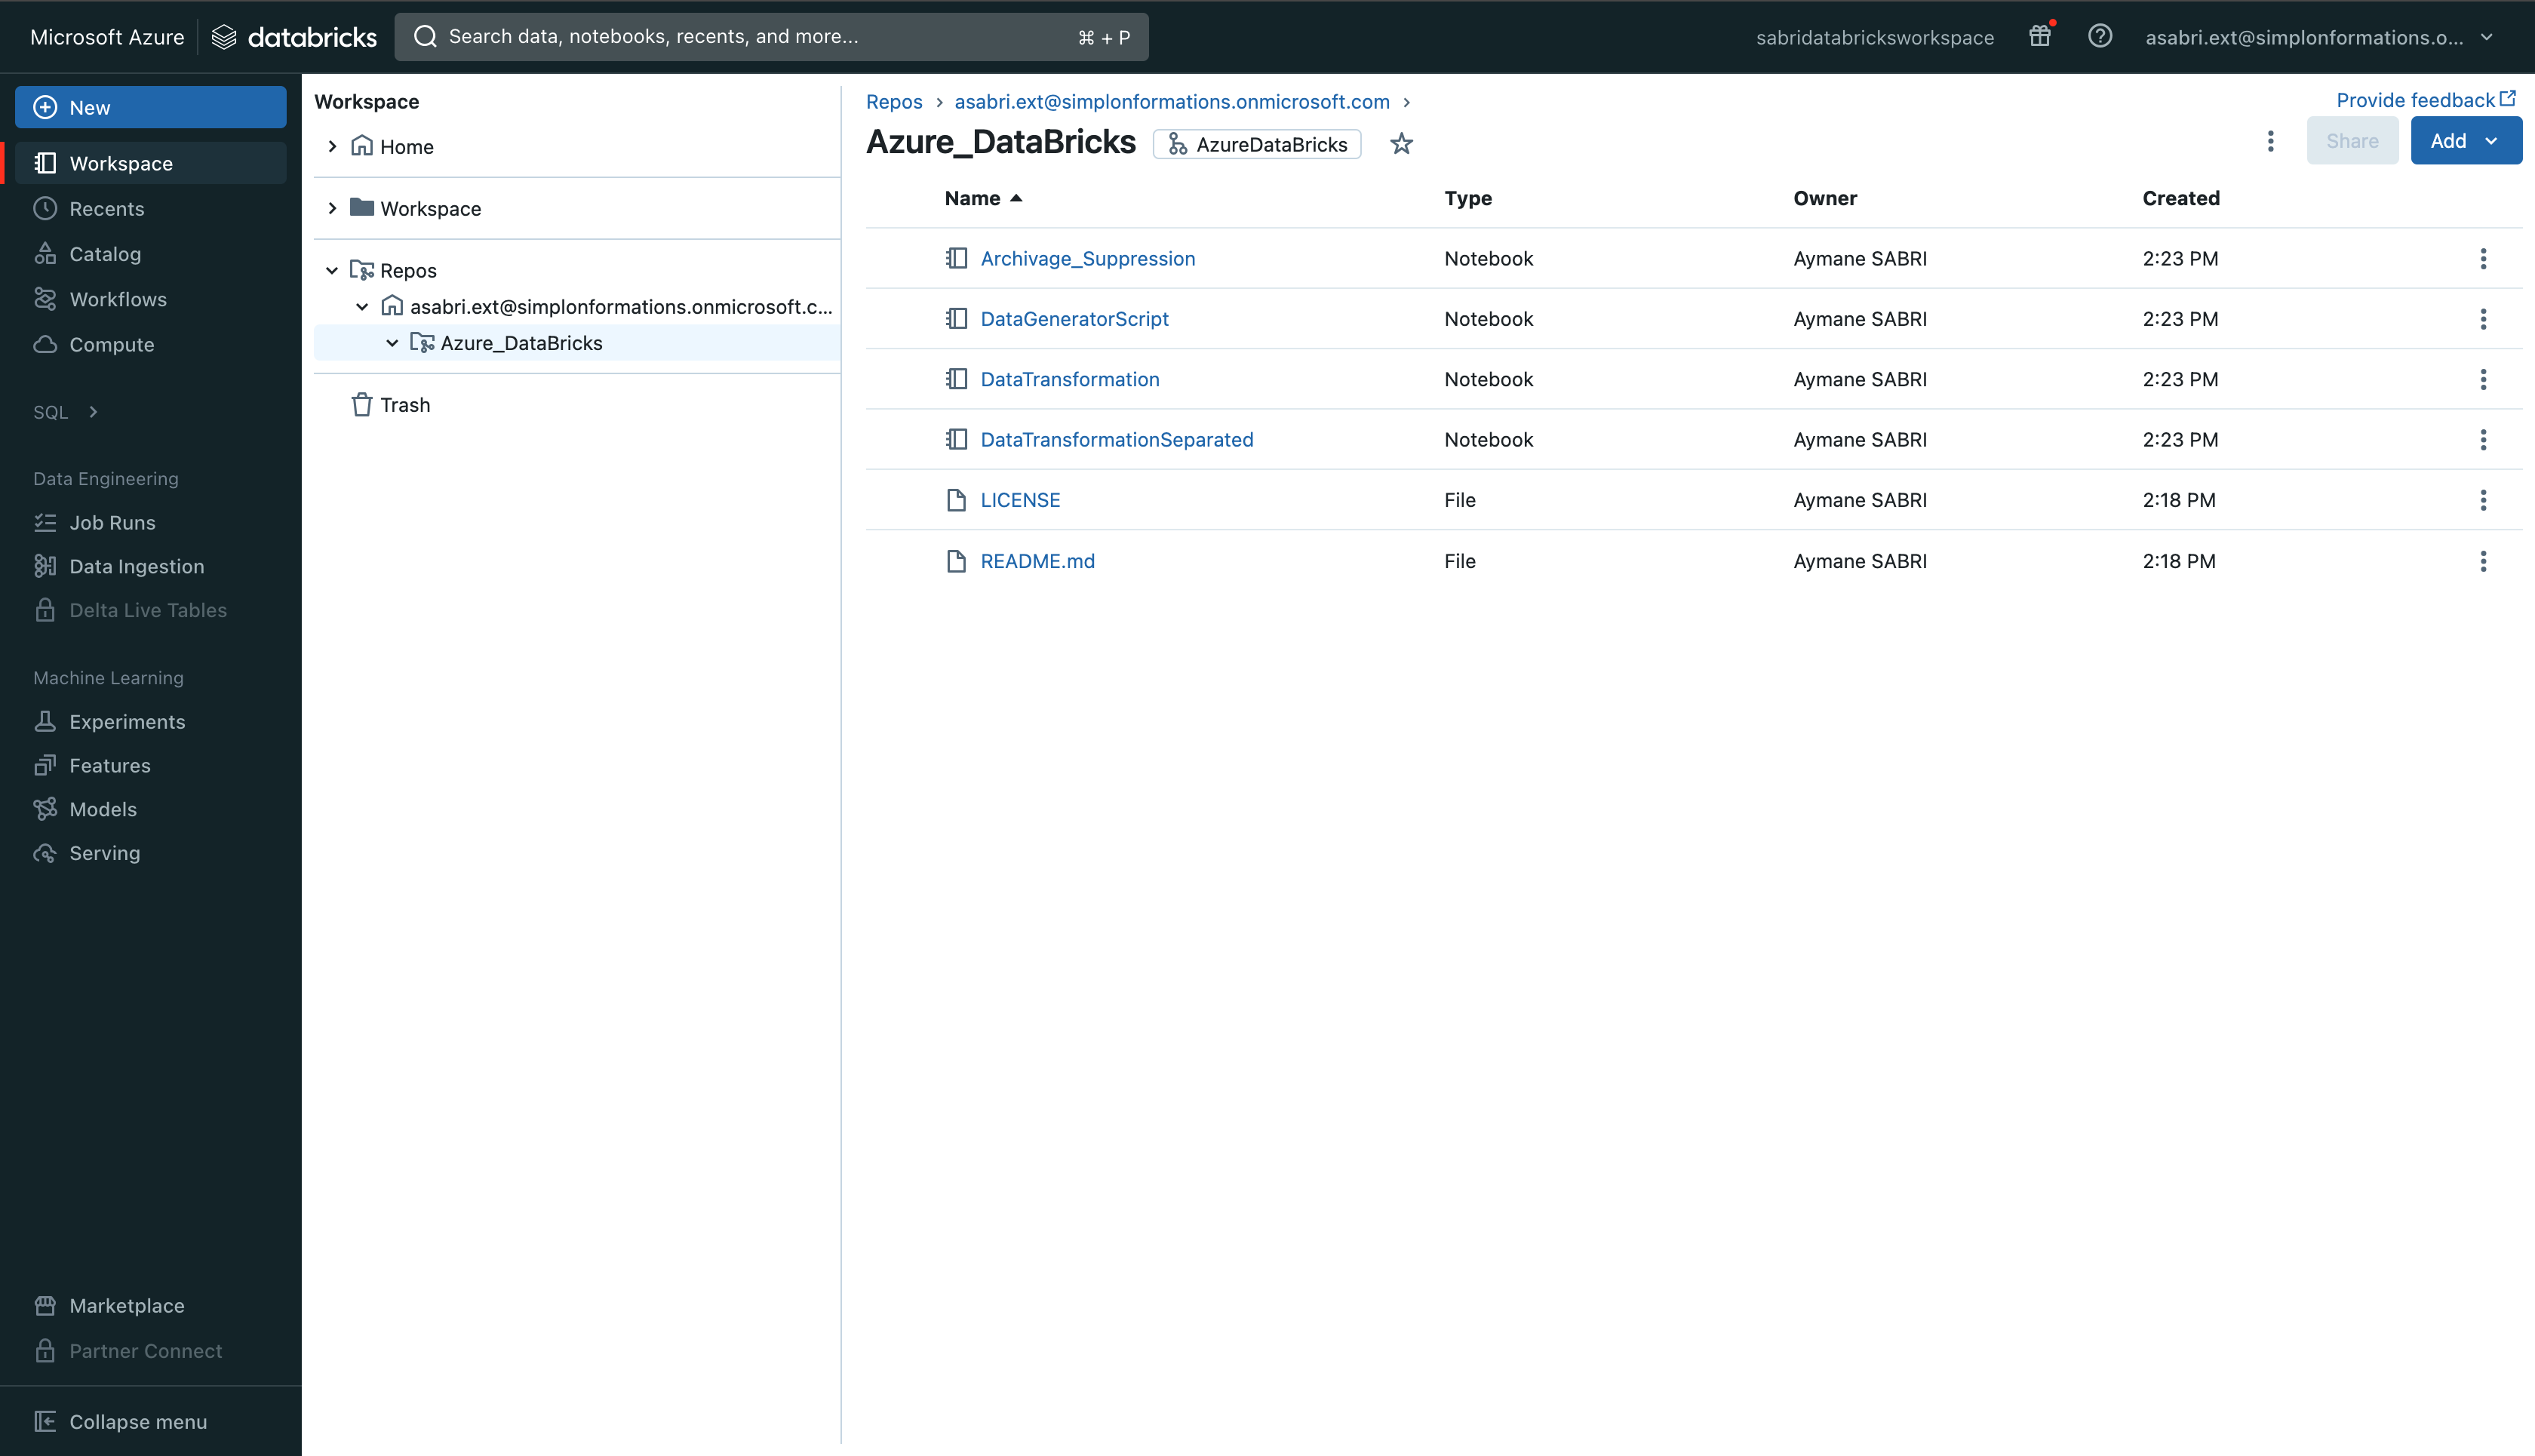 Microsoft Azure databricks Search data, notebooks, recents, and more... ⌘ + P sabridatabricksworkspace asabri.ext@simplonformations.o...
New
Workspace
Recents
Catalog
Workflows
Compute
SQL
Data Engineering
Job Runs
Data Ingestion
Delta Live Tables
Machine Learning
Experiments
Features
Models
Serving
Marketplace
Partner Connect
Collapse menu
Workspace
Home
Workspace
Repos
asabri.ext@simplonformations.onmicrosoft.c...
Azure_DataBricks
Trash
Repos › asabri.ext@simplonformations.onmicrosoft.com ›
Provide feedback
Azure_DataBricks AzureDataBricks Share Add
Name Type Owner Created
Archivage_Suppression Notebook Aymane SABRI 2:23 PM
DataGeneratorScript Notebook Aymane SABRI 2:23 PM
DataTransformation Notebook Aymane SABRI 2:23 PM
DataTransformationSeparated Notebook Aymane SABRI 2:23 PM
LICENSE File Aymane SABRI 2:18 PM
README.md File Aymane SABRI 2:18 PM